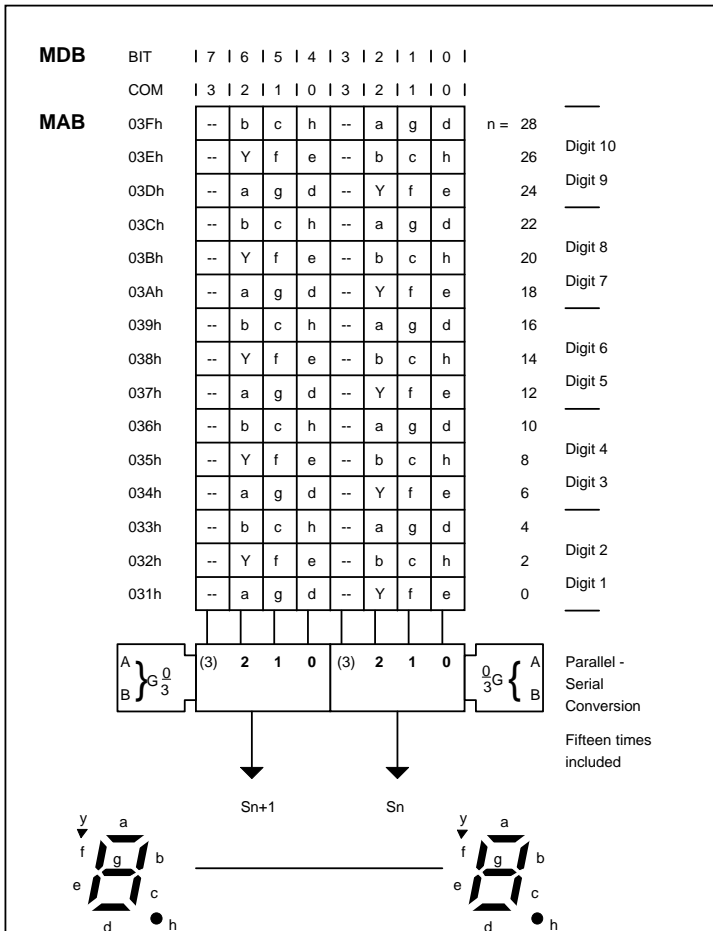 MDB BIT | 7 | 6 | 5 | 4 | 3 | 2 | 1 | 0 |
COM | 3 | 2 | 1 | 0 | 3 | 2 | 1 | 0 |
MAB 03Fh -- b c h -- a g d n = 28
03Eh -- Y f e -- b c h 26 Digit 10
03Dh -- a g d -- Y f e 24 Digit 9
03Ch -- b c h -- a g d 22
03Bh -- Y f e -- b c h 20 Digit 8
03Ah -- a g d -- Y f e 18 Digit 7
039h -- b c h -- a g d 16
038h -- Y f e -- b c h 14 Digit 6
037h -- a g d -- Y f e 12 Digit 5
036h -- b c h -- a g d 10
035h -- Y f e -- b c h 8 Digit 4
034h -- a g d -- Y f e 6 Digit 3
033h -- b c h -- a g d 4
032h -- Y f e -- b c h 2 Digit 2
031h -- a g d -- Y f e 0 Digit 1
A B } G 0/3 (3) 2 1 0 (3) 2 1 0 0/3 G { A B
Parallel -
Serial
Conversion
Fifteen times
included
Sn+1 Sn
y a f g b e c d h
y a f g b e c d h